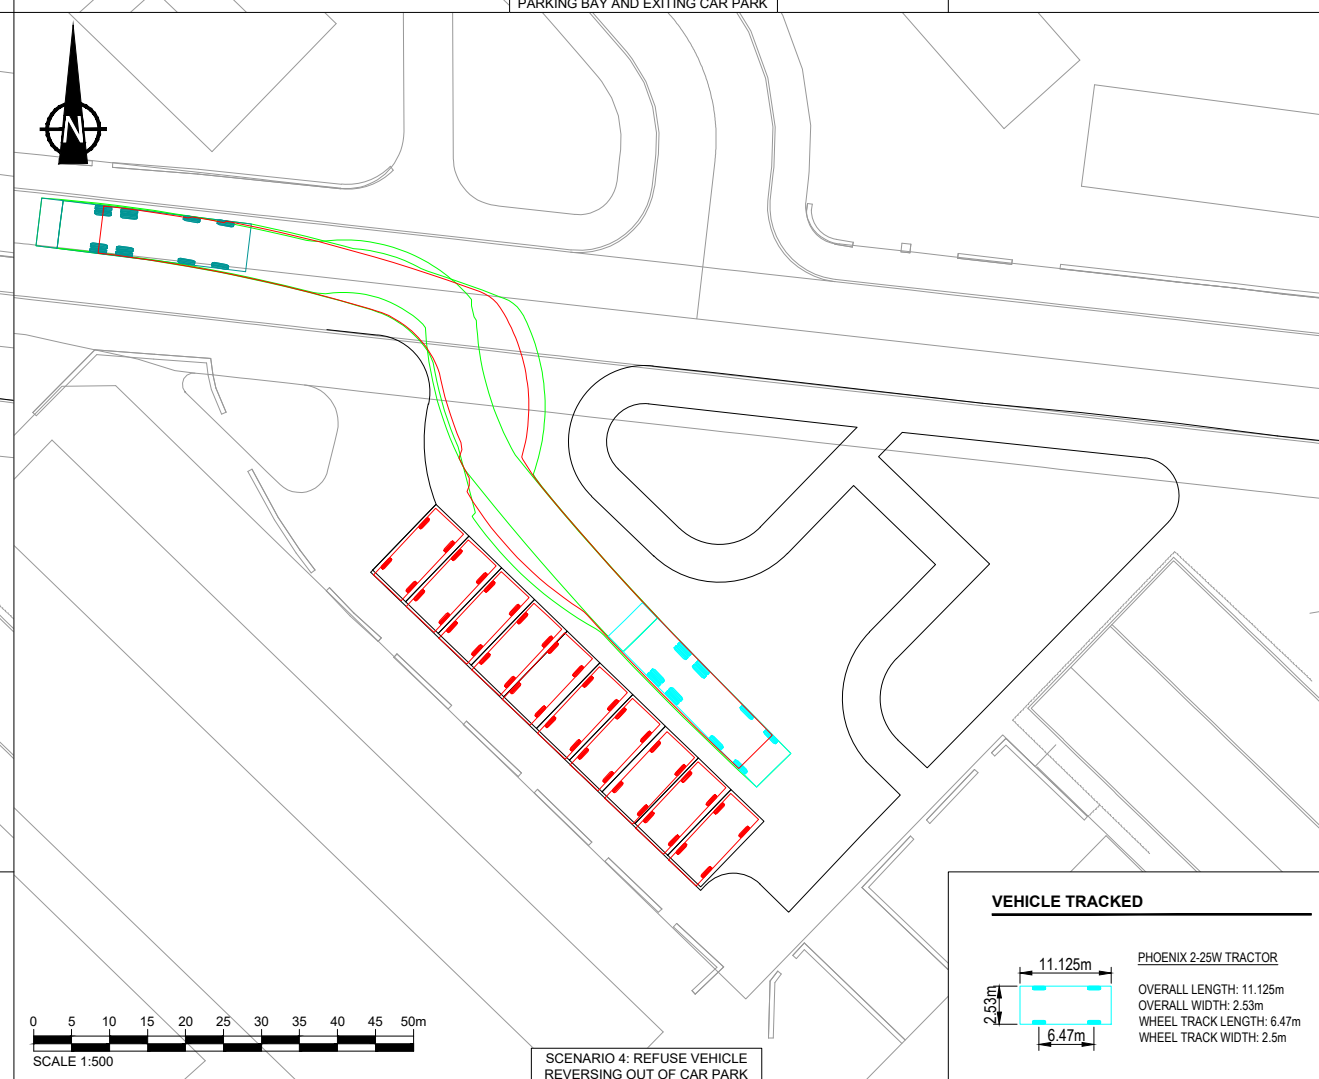 PARKING BAY AND EXITING CAR PARK
N
VEHICLE TRACKED
PHOENIX 2-25W TRACTOR
11.125m
2.53m
6.47m
OVERALL LENGTH: 11.125m
OVERALL WIDTH: 2.53m
WHEEL TRACK LENGTH: 6.47m
WHEEL TRACK WIDTH: 2.5m
0 5 10 15 20 25 30 35 40 45 50m
SCALE 1:500
SCENARIO 4: REFUSE VEHICLE
REVERSING OUT OF CAR PARK